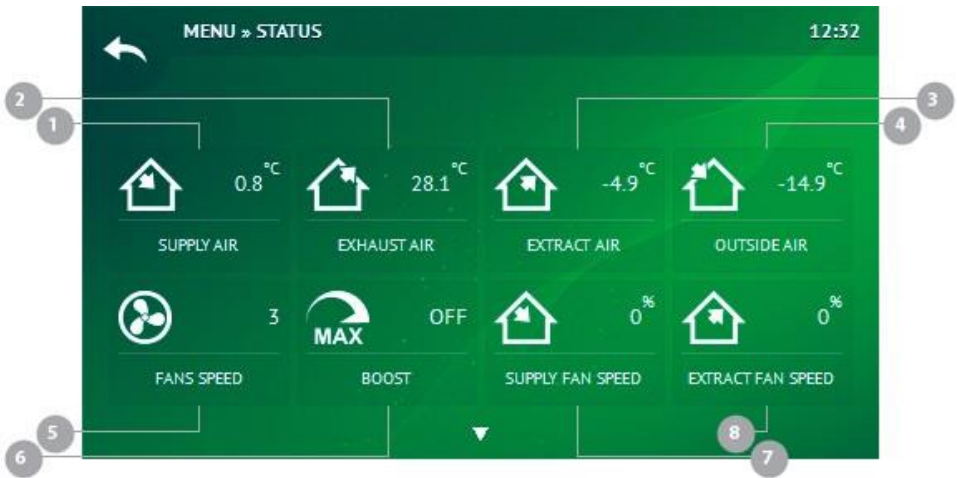 MENU » STATUS 12:32
2 3
1 4
0.8 °C 28.1 °C -4.9 °C -14.9 °C
SUPPLY AIR EXHAUST AIR EXTRACT AIR OUTSIDE AIR
3 MAX OFF 0 % 0 %
FANS SPEED BOOST SUPPLY FAN SPEED EXTRACT FAN SPEED
5 8
6 7